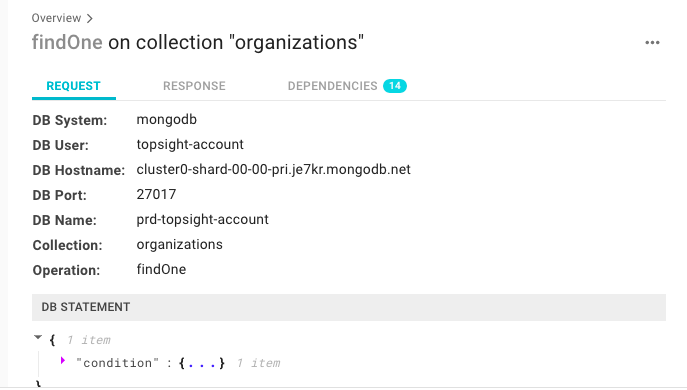 Overview >
findOne on collection "organizations"
...
REQUEST RESPONSE DEPENDENCIES 14
DB System: mongodb
DB User: topsight-account
DB Hostname: cluster0-shard-00-00-pri.je7kr.mongodb.net
DB Port: 27017
DB Name: prd-topsight-account
Collection: organizations
Operation: findOne
DB STATEMENT
{ 1 item
"condition" : {...} 1 item
}